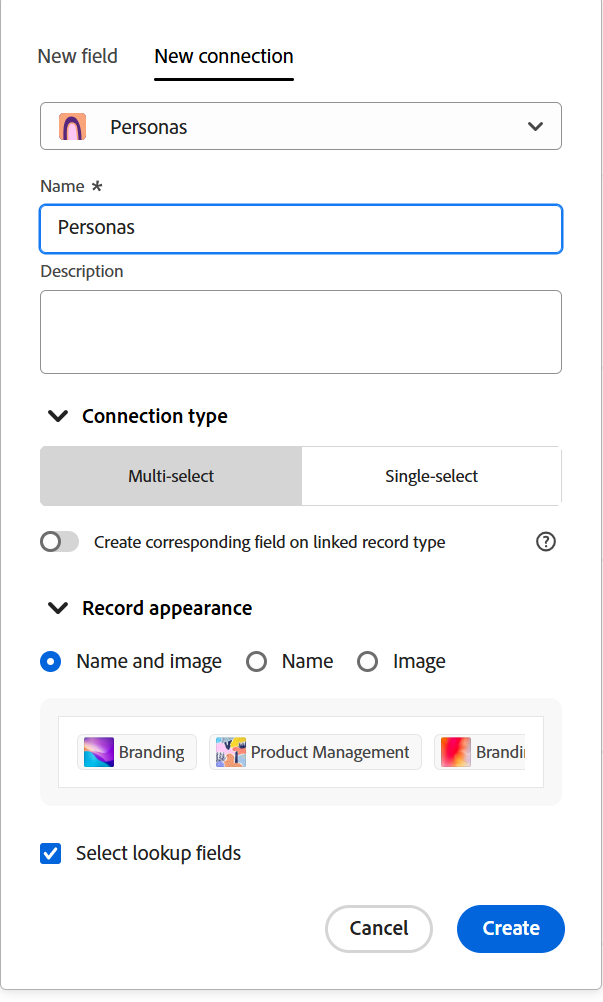 New field New connection
Personas
Name *
Personas
Description
Connection type
Multi-select Single-select
Create corresponding field on linked record type ?
Record appearance
Name and image Name Image
Branding Product Management Brandi
Select lookup fields
Cancel Create